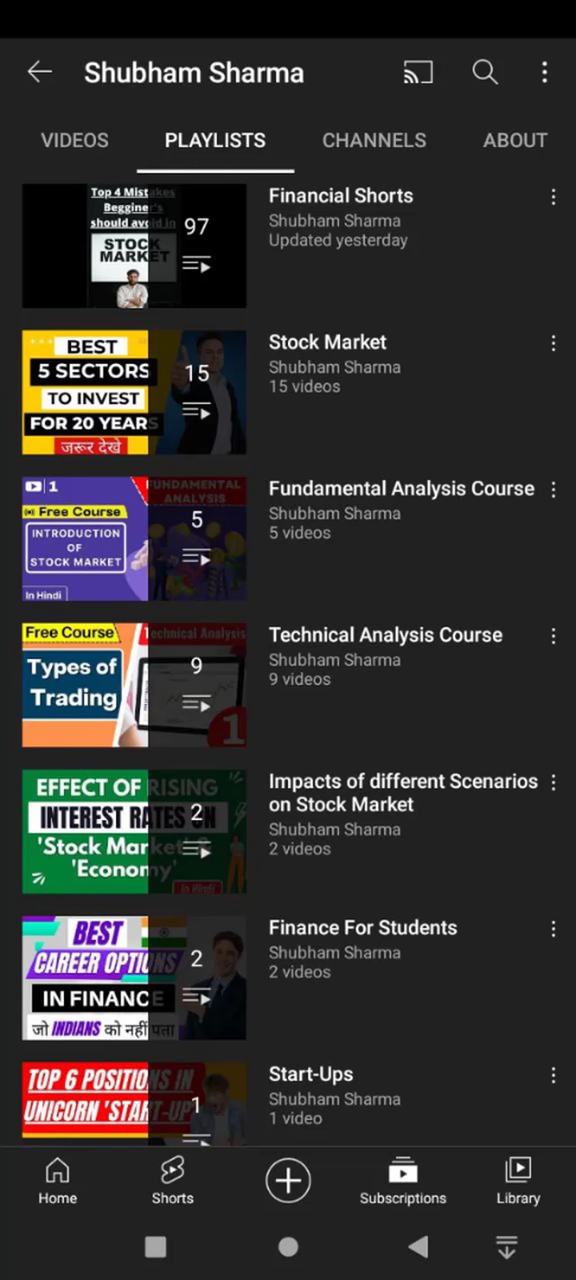 Shubham Sharma
VIDEOS
PLAYLISTS
CHANNELS
ABOUT
Top 4 Mistakes
Begginer's
should avoid in
STOCK
MARKET
97
Financial Shorts
Shubham Sharma
Updated yesterday
BEST
5 SECTORS
TO INVEST
FOR 20 YEARS
जरूर देखे
15
Stock Market
Shubham Sharma
15 videos
1
FUNDAMENTAL
ANALYSIS
Free Course
INTRODUCTION
OF
STOCK MARKET
In Hindi
5
Fundamental Analysis Course
Shubham Sharma
5 videos
Free Course
Technical Analysis
Types of
Trading
1
9
Technical Analysis Course
Shubham Sharma
9 videos
EFFECT OF RISING
INTEREST RATES ON
'Stock Market' &
'Economy'
In Hindi
2
Impacts of different Scenarios
on Stock Market
Shubham Sharma
2 videos
BEST
CAREER OPTIONS
IN FINANCE
जो INDIANS को नहीं पता
2
Finance For Students
Shubham Sharma
2 videos
TOP 6 POSITIONS IN
UNICORN 'START-UP'
1
Start-Ups
Shubham Sharma
1 video
Home
Shorts
Subscriptions
Library